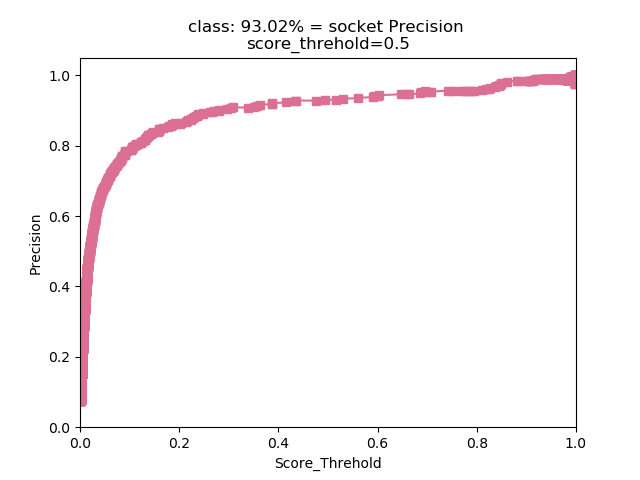 class: 93.02% = socket Precision
score_threhold=0.5
1.0
0.8
0.6
0.4
0.2
0.0
Precision
0.0 0.2 0.4 0.6 0.8 1.0
Score_Threhold